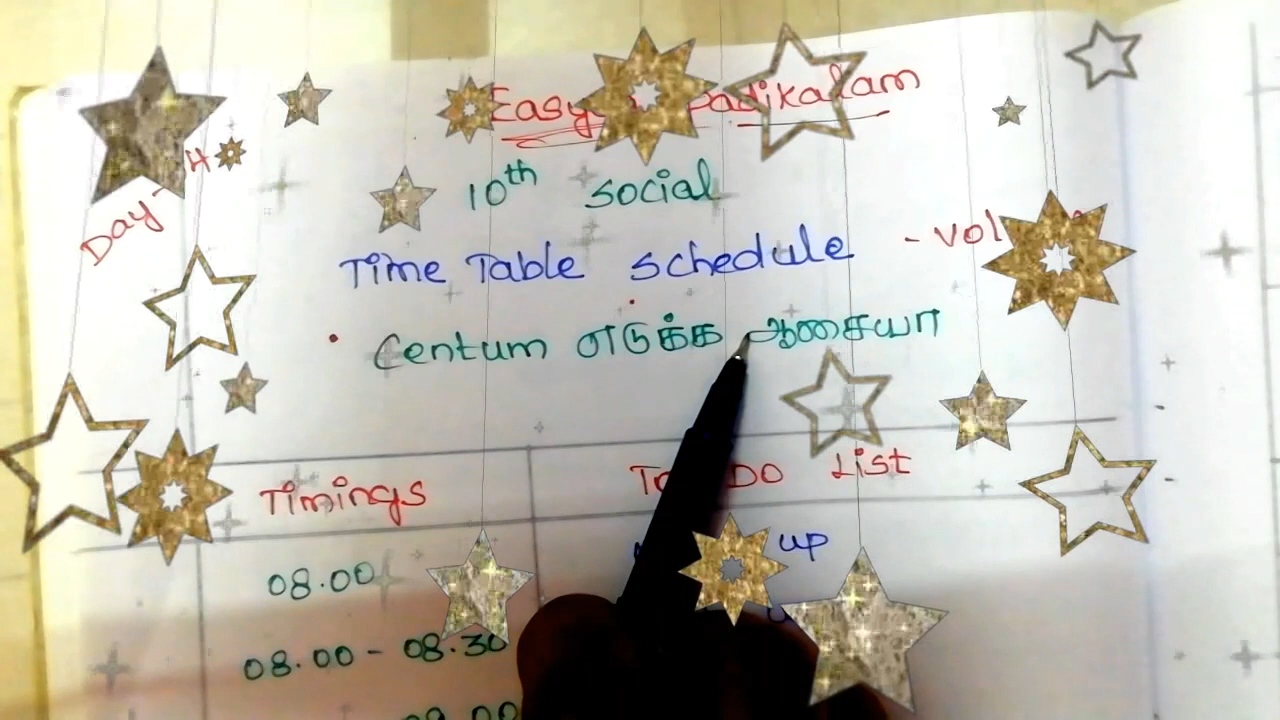 Easy Padikalam
Day - H
10th Social
Time Table Schedule - Vol
• Centum எடுக்க ஆசையா
Timings To Do List
08.00 up
08.00 - 08.30